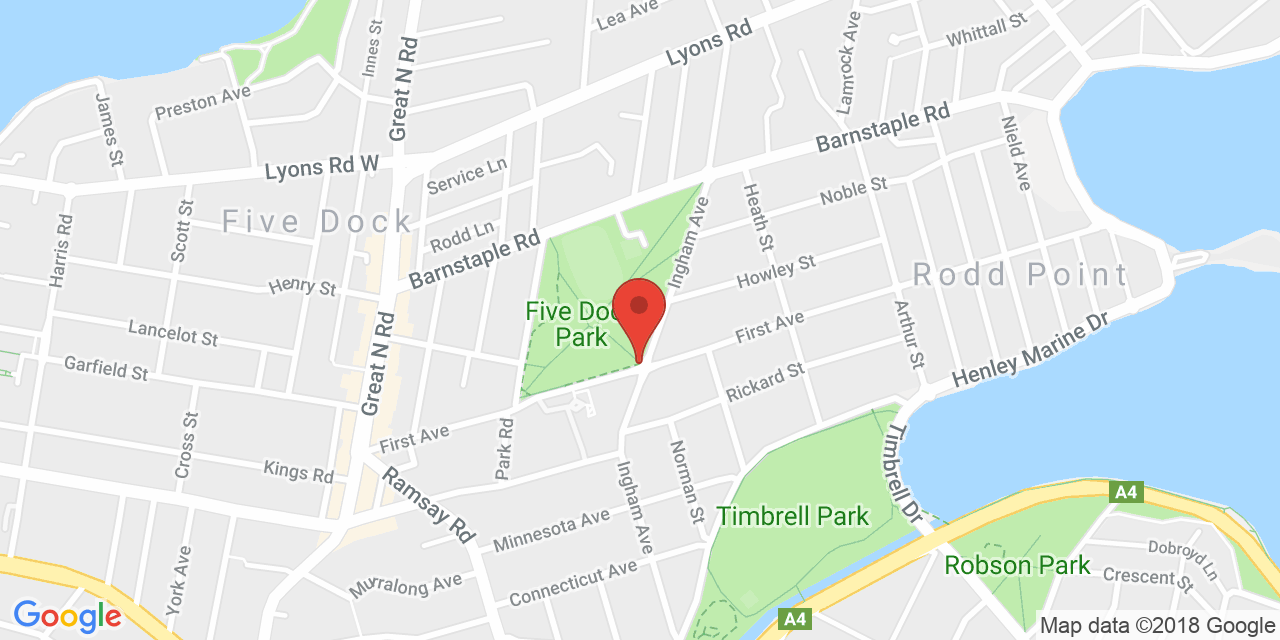 Lea Ave
Whittall St
Lyons Rd
Innes St
Great N Rd
Lamrock Ave
Preston Ave
James St
Barnstaple Rd
Nield Ave
Lyons Rd W
Service Ln
Noble St
Heath St
Scott St
Harris Rd
Five Dock
Rodd Ln
Barnstaple Rd
Ingham Ave
Howley St
Rodd Point
Henry St
Five Doc
Park
First Ave
Arthur St
Henley Marine Dr
Lancelot St
Great N Rd
Garfield St
Rickard St
First Ave
Park Rd
Cross St
Kings Rd
Ramsay Rd
Norman St
Ingham Ave
Timbrell Dr
Timbrell Park
A4
Minnesota Ave
Murralong Ave
Connecticut Ave
York Ave
Robson Park
Dobroyd Ln
Crescent St
A4
Google
Map data ©2018 Google